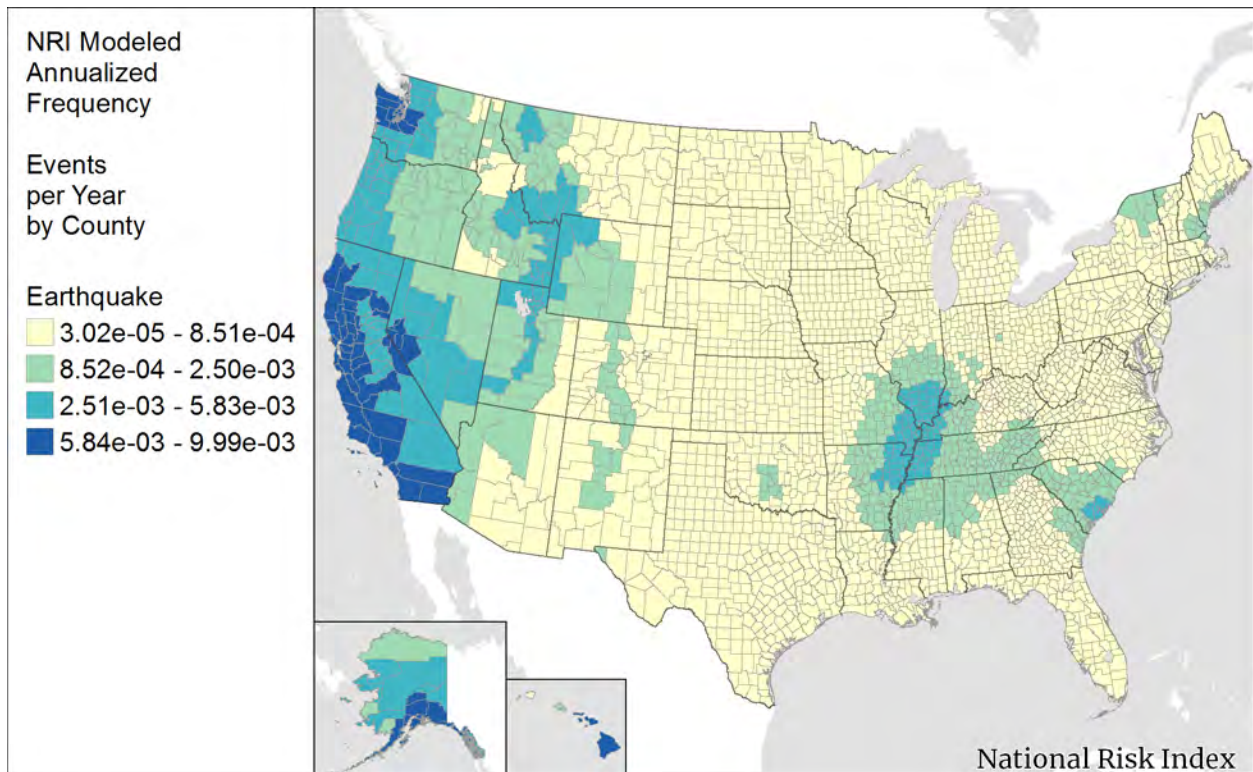 NRI Modeled
Annualized
Frequency
Events
per Year
by County
Earthquake
3.02e-05 - 8.51e-04
8.52e-04 - 2.50e-03
2.51e-03 - 5.83e-03
5.84e-03 - 9.99e-03
National Risk Index